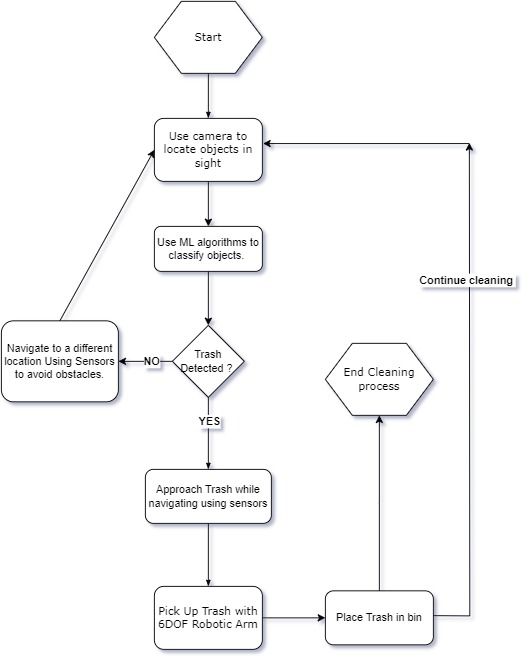 Start
Use camera to
locate objects in
sight
Use ML algorithms to
classify objects.
Trash
Detected ?
NO
Navigate to a different
location Using Sensors
to avoid obstacles.
YES
Approach Trash while
navigating using sensors
Pick Up Trash with
6DOF Robotic Arm
Place Trash in bin
End Cleaning
process
Continue cleaning